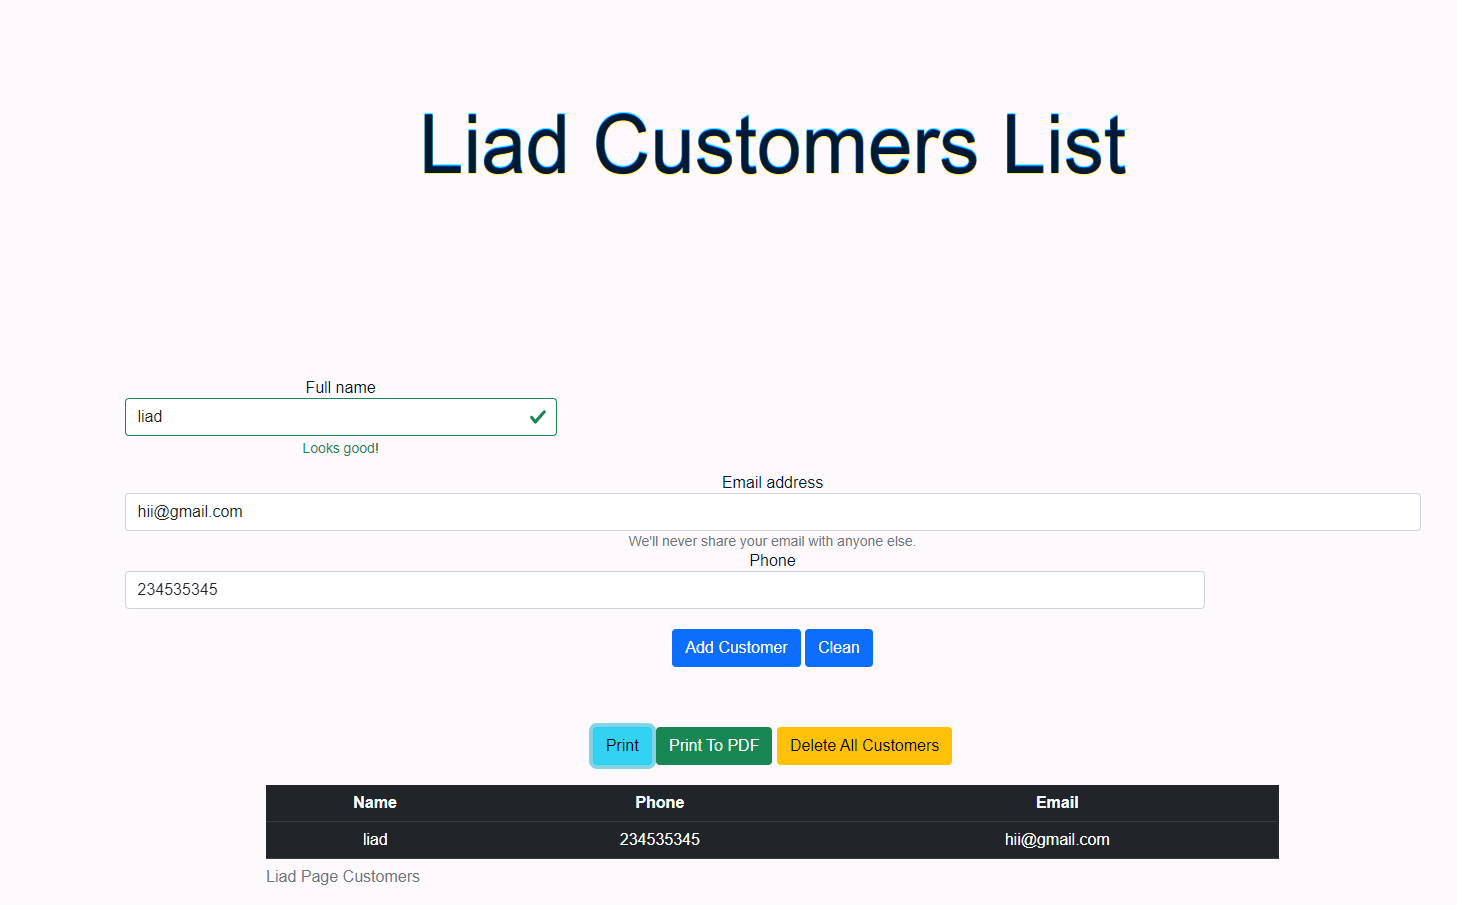 Liad Customers List
Full name
liad
Looks good!
Email address
hii@gmail.com
We'll never share your email with anyone else.
Phone
234535345
Add Customer Clean
Print Print To PDF Delete All Customers
Name Phone Email
liad 234535345 hii@gmail.com
Liad Page Customers